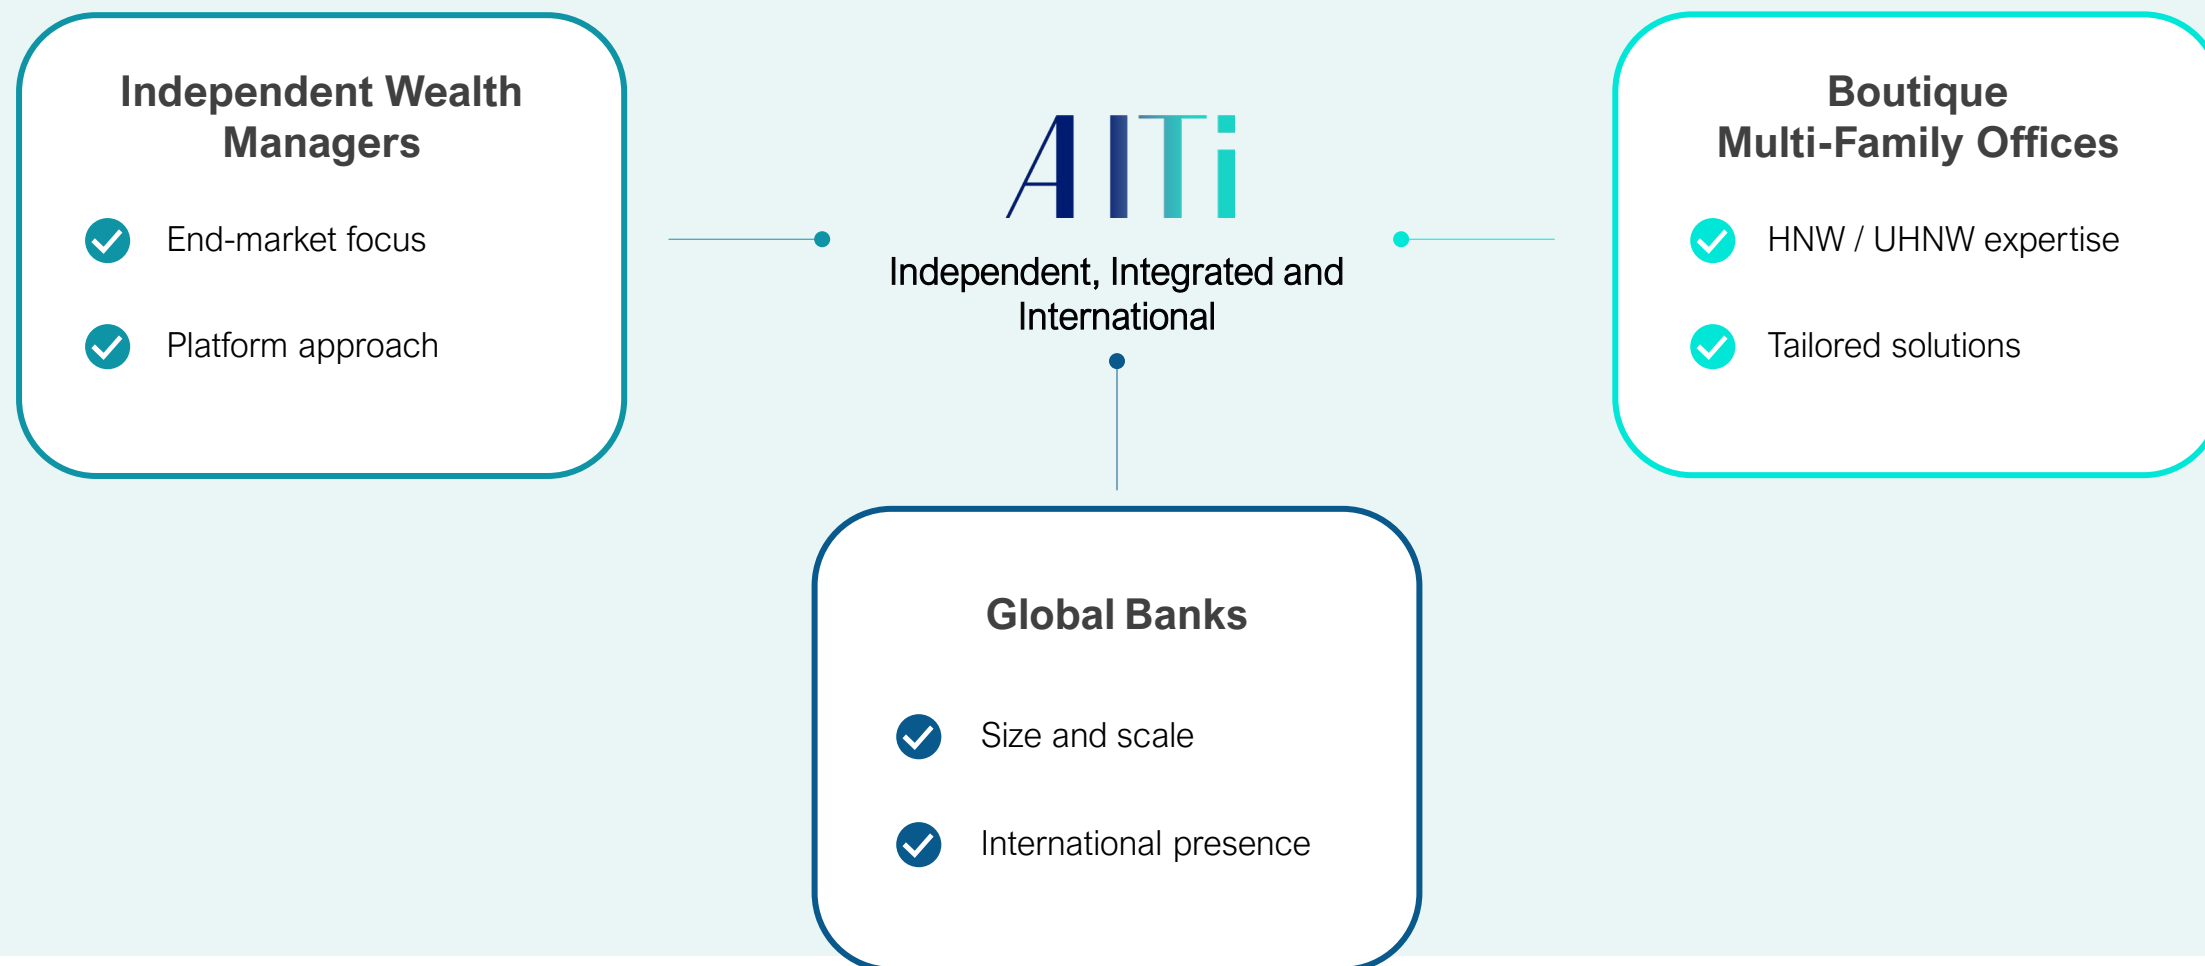 Independent Wealth
Managers
End-market focus
Platform approach
AlTi
Independent, Integrated and
International
Boutique
Multi-Family Offices
HNW / UHNW expertise
Tailored solutions
Global Banks
Size and scale
International presence